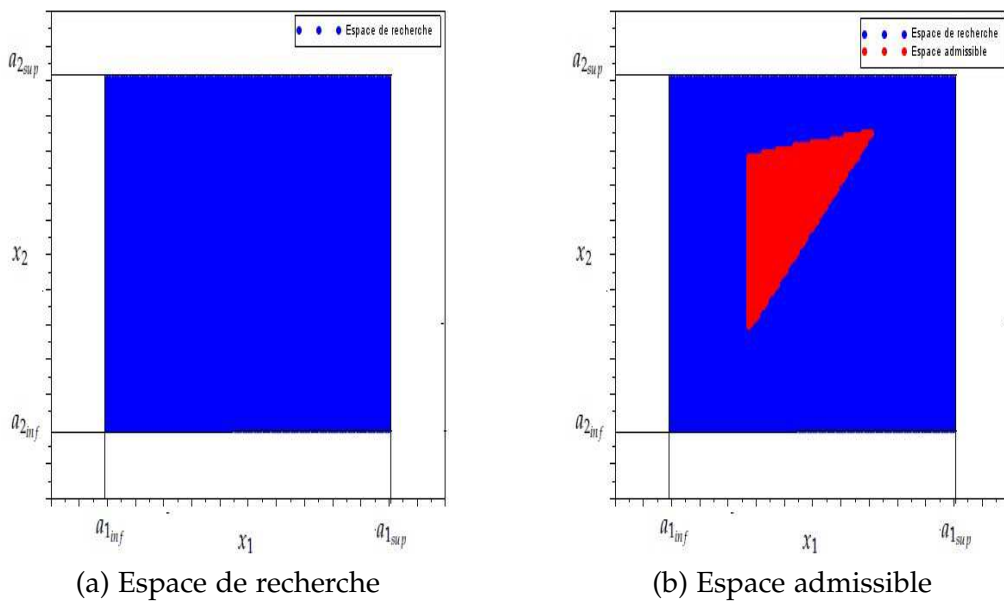 Espace de recherche
a2sup
x2
a2inf
a1inf
x1
a1sup
(a) Espace de recherche
Espace de recherche
Espace admissible
a2sup
x2
a2inf
a1inf
x1
a1sup
(b) Espace admissible